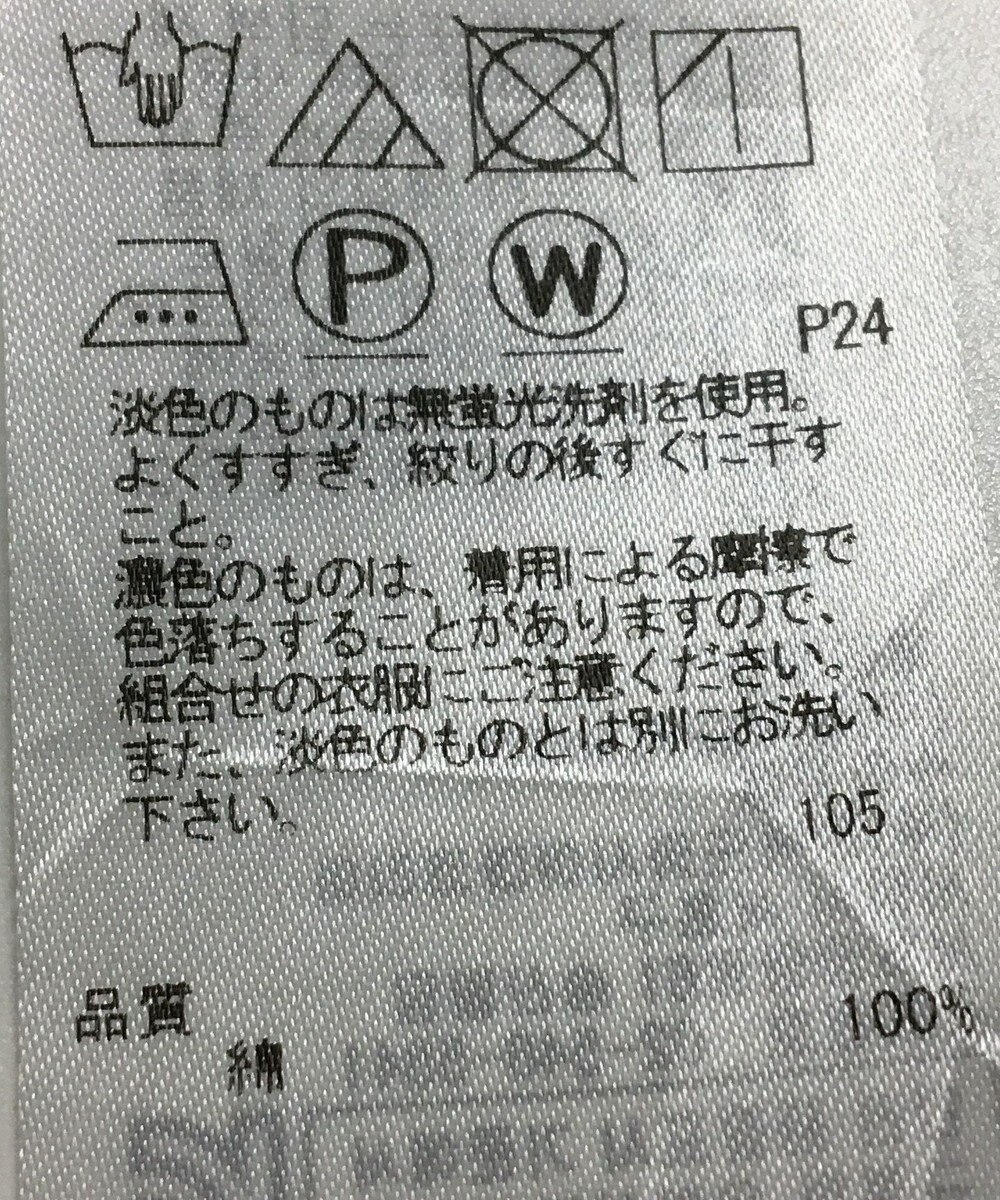 P
W
P24
淡色のものは無蛍光洗剤を使用。
よくすすぎ、絞りの後すぐに干す
こと。
濃色のものは、着用による摩擦で
色落ちすることがありますので、
組合せの衣服にご注意ください。
また、淡色のものとは別にお洗い
下さい。
105
品質
綿 100%